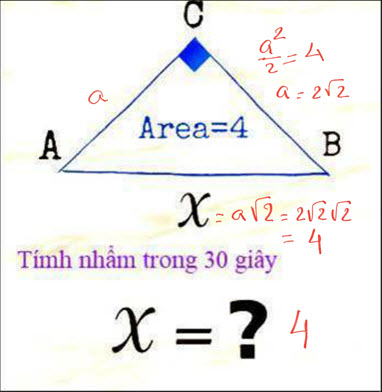 C
a²/2 = 4
a = 2√2
a
Area=4
A
B
x = a√2 = 2√2√2
= 4
Tính nhẩm trong 30 giây
x = ? 4